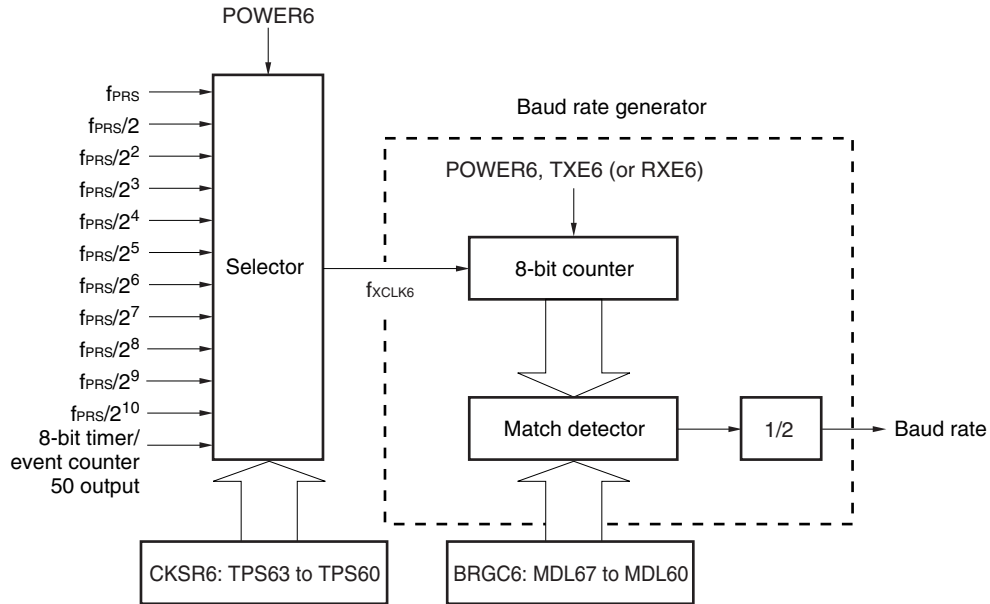 POWER6
fPRS
fPRS/2
fPRS/2²
fPRS/2³
fPRS/2⁴
fPRS/2⁵
fPRS/2⁶
fPRS/2⁷
fPRS/2⁸
fPRS/2⁹
fPRS/2¹⁰
8-bit timer/
event counter
50 output
Selector
fXCLK6
CKSR6: TPS63 to TPS60
Baud rate generator
POWER6, TXE6 (or RXE6)
8-bit counter
Match detector
1/2
Baud rate
BRGC6: MDL67 to MDL60